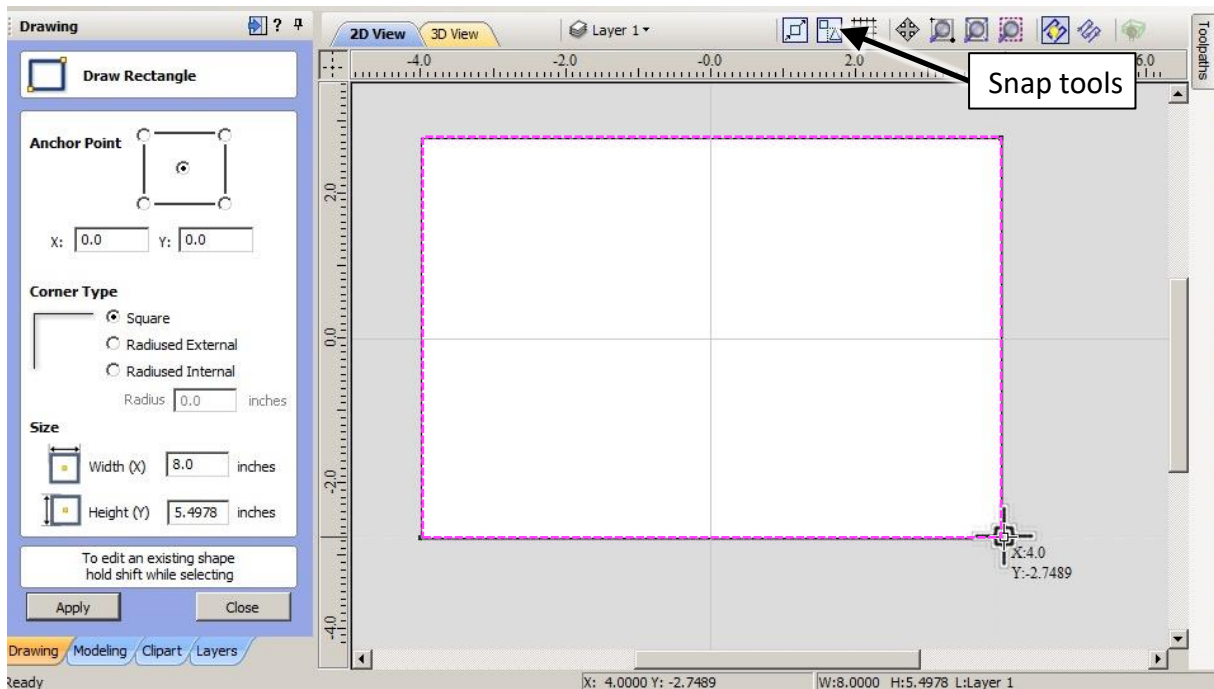 Drawing
?
Draw Rectangle
Anchor Point
X: 0.0 Y: 0.0
Corner Type
Square
Radiused External
Radiused Internal
Radius 0.0 inches
Size
Width (X) 8.0 inches
Height (Y) 5.4978 inches
To edit an existing shape
hold shift while selecting
Apply Close
Drawing Modeling Clipart Layers
Ready
2D View 3D View Layer 1
-4.0 -2.0 -0.0 2.0 6.0
Snap tools
Toolpaths
2.0
0.0
-2.0
-4.0
X:4.0
Y:-2.7489
X: 4.0000 Y: -2.7489 W:8.0000 H:5.4978 L:Layer 1